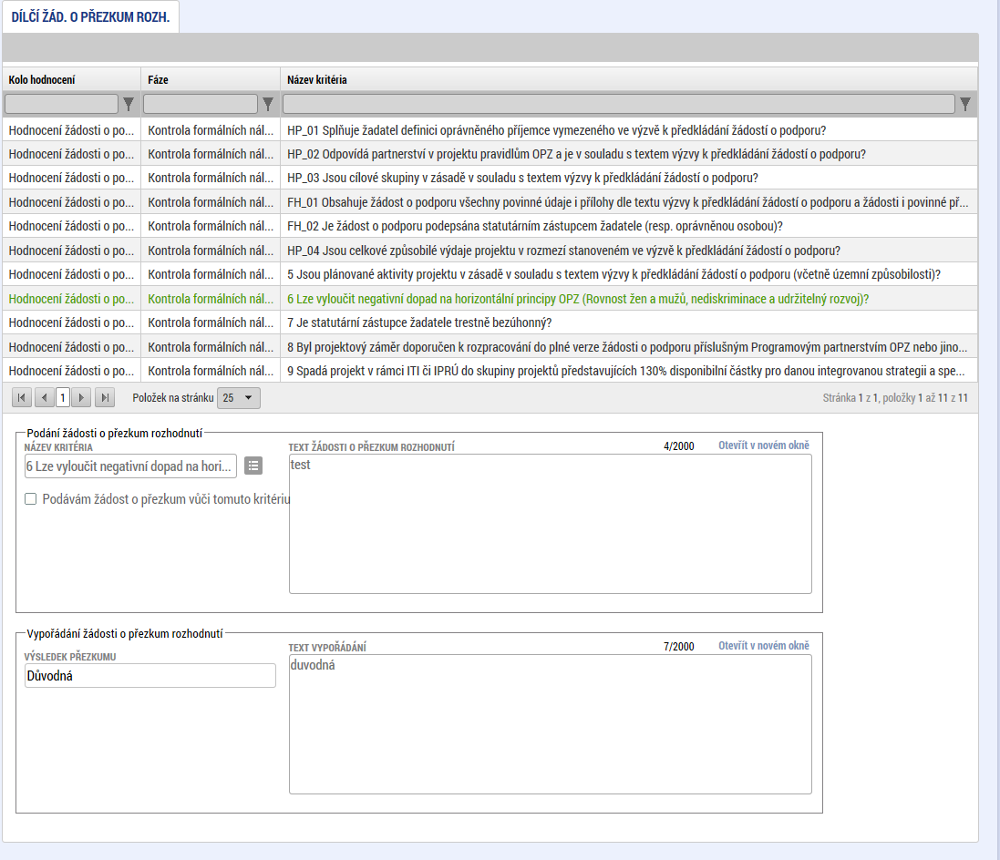 DÍLČÍ ŽÁD. O PŘEZKUM ROZH.
Kolo hodnocení Fáze Název kritéria
Hodnocení žádosti o po... Kontrola formálních nál... HP_01 Splňuje žadatel definici oprávněného příjemce vymezeného ve výzvě k předkládání žádostí o podporu?
Hodnocení žádosti o po... Kontrola formálních nál... HP_02 Odpovídá partnerství v projektu pravidlům OPZ a je v souladu s textem výzvy k předkládání žádostí o podporu?
Hodnocení žádosti o po... Kontrola formálních nál... HP_03 Jsou cílové skupiny v zásadě v souladu s textem výzvy k předkládání žádostí o podporu?
Hodnocení žádosti o po... Kontrola formálních nál... FH_01 Obsahuje žádost o podporu všechny povinné údaje i přílohy dle textu výzvy k předkládání žádostí o podporu a žádosti i povinné př...
Hodnocení žádosti o po... Kontrola formálních nál... FH_02 Je žádost o podporu podepsána statutárním zástupcem žadatele (resp. oprávněnou osobou)?
Hodnocení žádosti o po... Kontrola formálních nál... HP_04 Jsou celkové způsobilé výdaje projektu v rozmezí stanoveném ve výzvě k předkládání žádostí o podporu?
Hodnocení žádosti o po... Kontrola formálních nál... 5 Jsou plánované aktivity projektu v zásadě v souladu s textem výzvy k předkládání žádostí o podporu (včetně územní způsobilosti)?
Hodnocení žádosti o po... Kontrola formálních nál... 6 Lze vyloučit negativní dopad na horizontální principy OPZ (Rovnost žen a mužů, nediskriminace a udržitelný rozvoj)?
Hodnocení žádosti o po... Kontrola formálních nál... 7 Je statutární zástupce žadatele trestně bezúhonný?
Hodnocení žádosti o po... Kontrola formálních nál... 8 Byl projektový záměr doporučen k rozpracování do plné verze žádosti o podporu příslušným Programovým partnerstvím OPZ nebo jino...
Hodnocení žádosti o po... Kontrola formálních nál... 9 Spadá projekt v rámci ITI či IPRÚ do skupiny projektů představujících 130% disponibilní částky pro danou integrovanou strategii a spe...
1 Položek na stránku 25 Stránka 1 z 1, položky 1 až 11 z 11
Podání žádosti o přezkum rozhodnutí
NÁZEV KRITÉRIA TEXT ŽÁDOSTI O PŘEZKUM ROZHODNUTÍ 4/2000 Otevřít v novém okně
6 Lze vyloučit negativní dopad na hori... test
Podávám žádost o přezkum vůči tomuto kritériu
Vypořádání žádosti o přezkum rozhodnutí
VÝSLEDEK PŘEZKUMU TEXT VYPOŘÁDÁNÍ 7/2000 Otevřít v novém okně
Důvodná duvodná